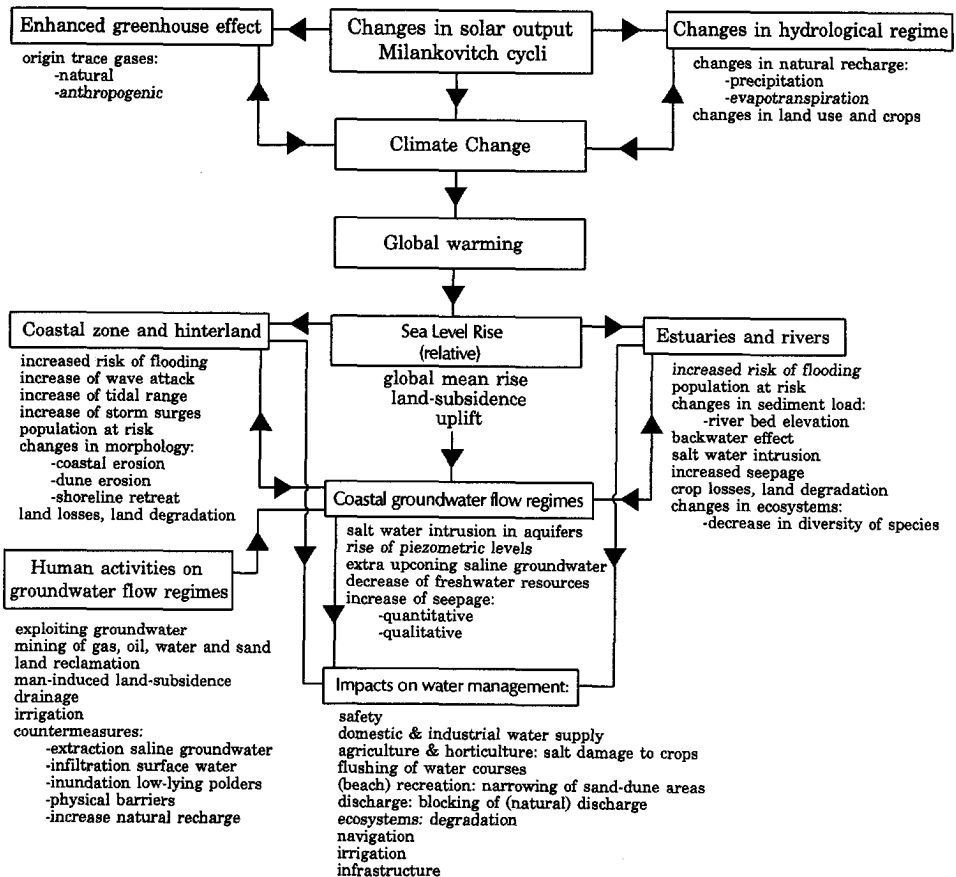 Enhanced greenhouse effect
origin trace gases:
-natural
-anthropogenic
Changes in solar output
Milankovitch cycli
Changes in hydrological regime
changes in natural recharge:
-precipitation
-evapotranspiration
changes in land use and crops
Climate Change
Global warming
Coastal zone and hinterland
increased risk of flooding
increase of wave attack
increase of tidal range
increase of storm surges
population at risk
changes in morphology:
-coastal erosion
-dune erosion
-shoreline retreat
land losses, land degradation
Sea Level Rise
(relative)
global mean rise
land-subsidence
uplift
Estuaries and rivers
increased risk of flooding
population at risk
changes in sediment load:
-river bed elevation
backwater effect
salt water intrusion
increased seepage
crop losses, land degradation
changes in ecosystems:
-decrease in diversity of species
Coastal groundwater flow regimes
salt water intrusion in aquifers
rise of piezometric levels
extra upconing saline groundwater
decrease of freshwater resources
increase of seepage:
-quantitative
-qualitative
Human activities on
groundwater flow regimes
exploiting groundwater
mining of gas, oil, water and sand
land reclamation
man-induced land-subsidence
drainage
irrigation
countermeasures:
-extraction saline groundwater
-infiltration surface water
-inundation low-lying polders
-physical barriers
-increase natural recharge
Impacts on water management:
safety
domestic & industrial water supply
agriculture & horticulture: salt damage to crops
flushing of water courses
(beach) recreation: narrowing of sand-dune areas
discharge: blocking of (natural) discharge
ecosystems: degradation
navigation
irrigation
infrastructure